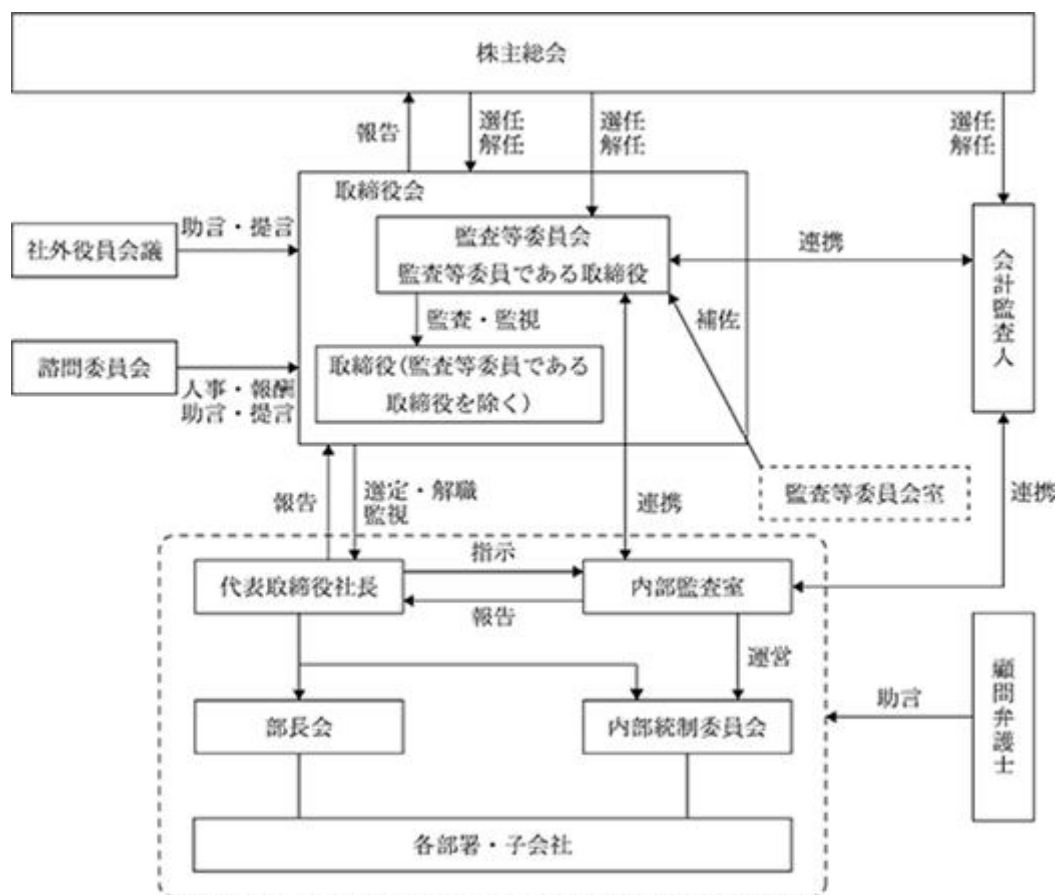 株主総会
報告
選任
解任
選任
解任
選任
解任
取締役会
社外役員会議
助言・提言
監査等委員会
監査等委員である取締役
連携
会計監査人
監査・監視
補佐
諮問委員会
人事・報酬
助言・提言
取締役(監査等委員である
取締役を除く)
監査等委員会室
報告
選定・解職
監視
連携
連携
代表取締役社長
指示
報告
内部監査室
運営
部長会
内部統制委員会
助言
顧問弁護士
各部署・子会社